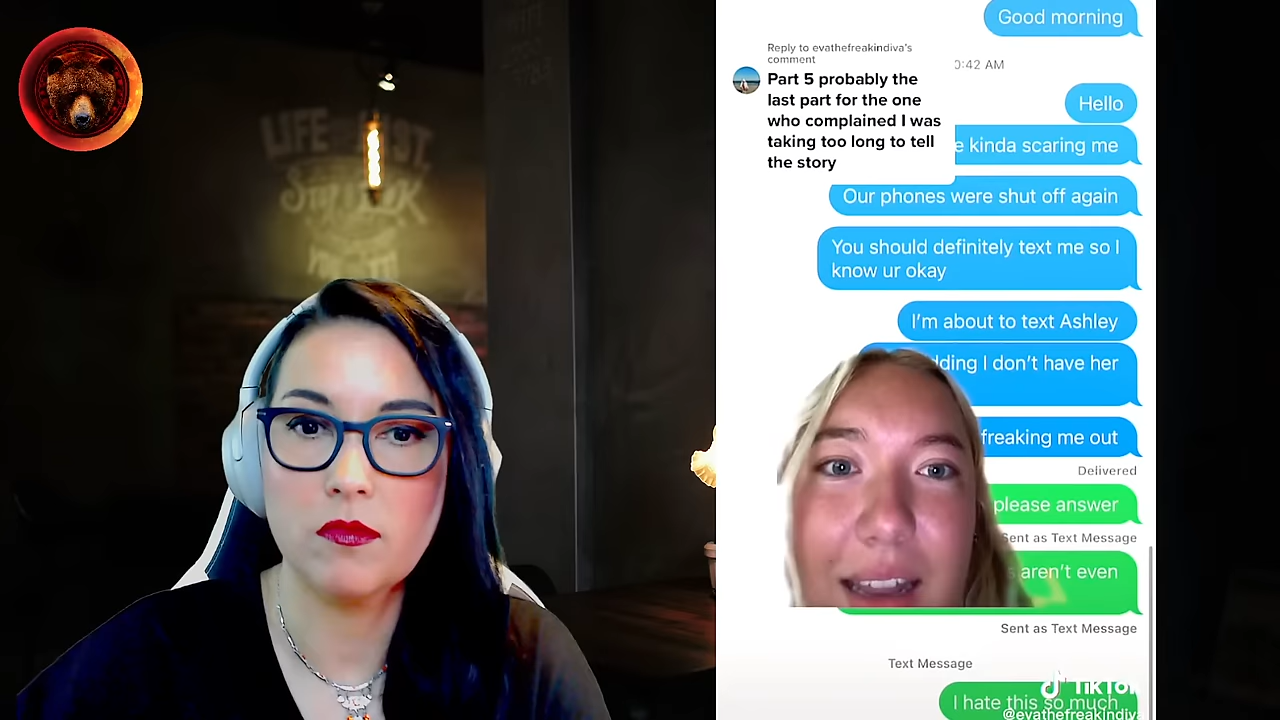 LIFE
Good morning
Reply to evathefreakindiva's
comment
Part 5 probably the
last part for the one
who complained I was
taking too long to tell
the story
0:42 AM
Hello
kinda scaring me
Our phones were shut off again
You should definitely text me so I
know ur okay
I'm about to text Ashley
I don't have her
freaking me out
Delivered
please answer
Sent as Text Message
aren't even
Sent as Text Message
Text Message
I hate this so much
TikTok
@evathefreakindiva